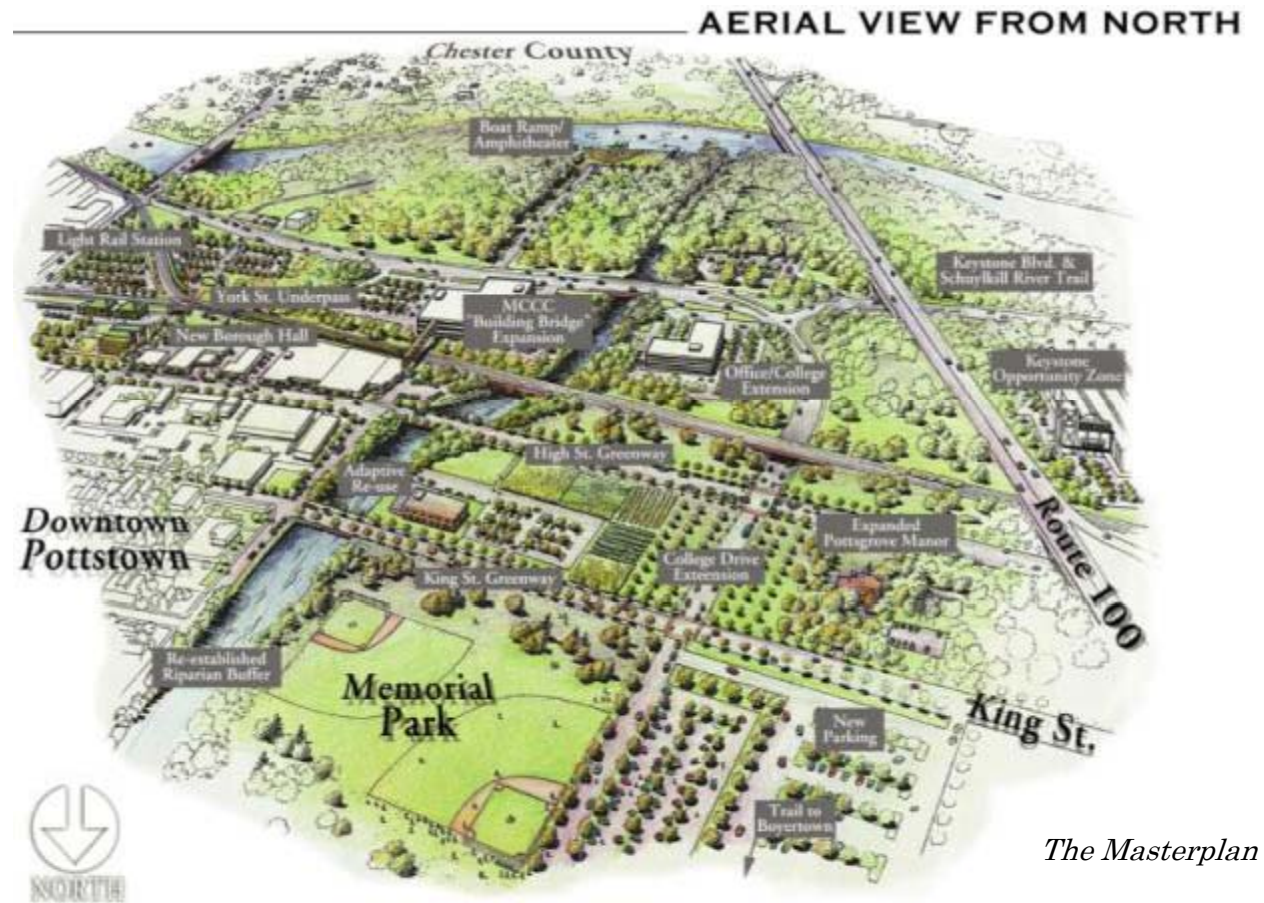 AERIAL VIEW FROM NORTH
Chester County
Boat Ramp/
Amphitheater
Light Rail Station
York St. Underpass
New Borough Hall
MCCC
"Building Bridge"
Expansion
Keystone Blvd. &
Schuylkill River Trail
Office/College
Extension
Keystone
Opportunity Zone
High St. Greenway
Adaptive
Re-use
Downtown
Pottstown
Expanded
Pottsgrove Manor
Route 100
College Drive
Exteension
King St. Greenway
Re-established
Riparian Buffer
Memorial
Park
King St.
New
Parking
Trail to
Boyertown
NORTH
The Masterplan